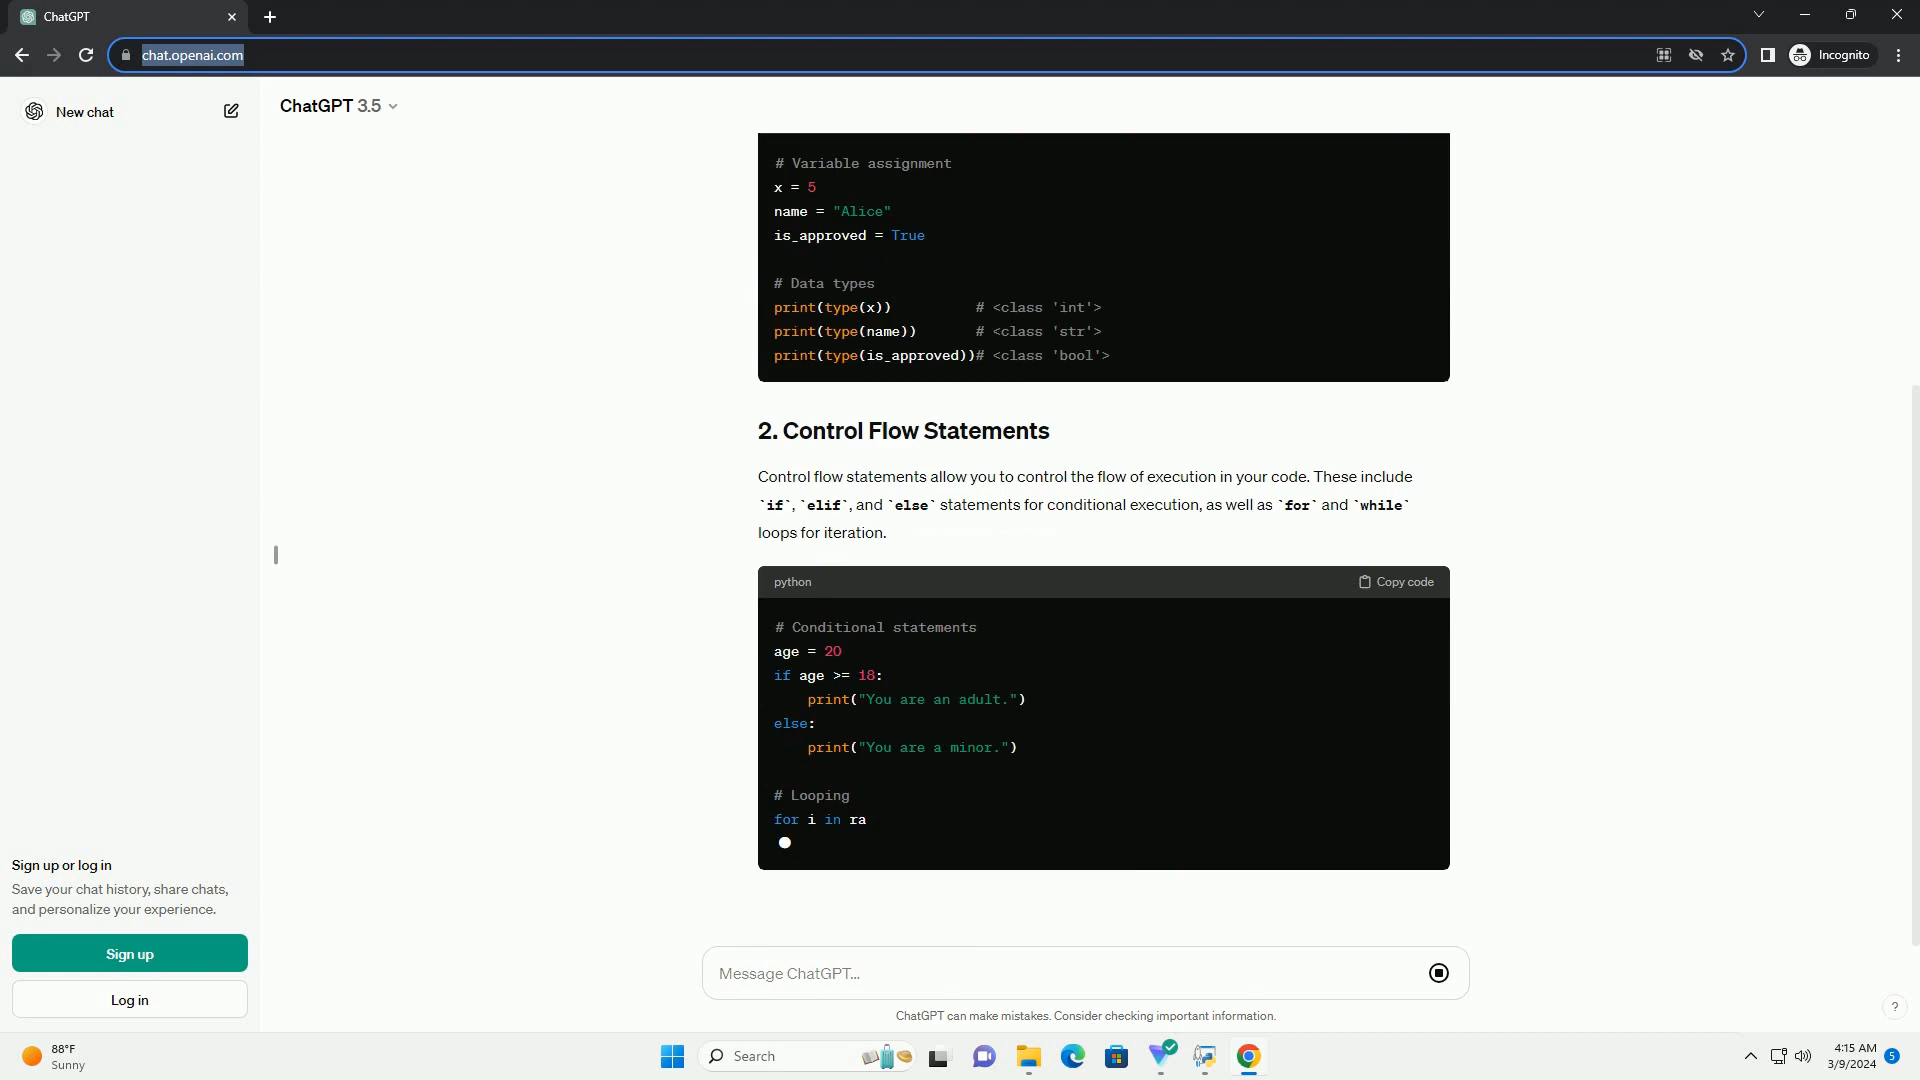 ChatGPT
chat.openai.com
Incognito
New chat
ChatGPT 3.5
# Variable assignment
x = 5
name = "Alice"
is_approved = True
# Data types
print(type(x))          # <class 'int'>
print(type(name))       # <class 'str'>
print(type(is_approved))# <class 'bool'>
2. Control Flow Statements
Control flow statements allow you to control the flow of execution in your code. These include
`if`, `elif`, and `else` statements for conditional execution, as well as `for` and `while`
loops for iteration.
python
Copy code
# Conditional statements
age = 20
if age >= 18:
    print("You are an adult.")
else:
    print("You are a minor.")
# Looping
for i in ra
Sign up or log in
Save your chat history, share chats,
and personalize your experience.
Sign up
Log in
Message ChatGPT...
ChatGPT can make mistakes. Consider checking important information.
?
88°F
Sunny
Search
4:15 AM
3/9/2024
5